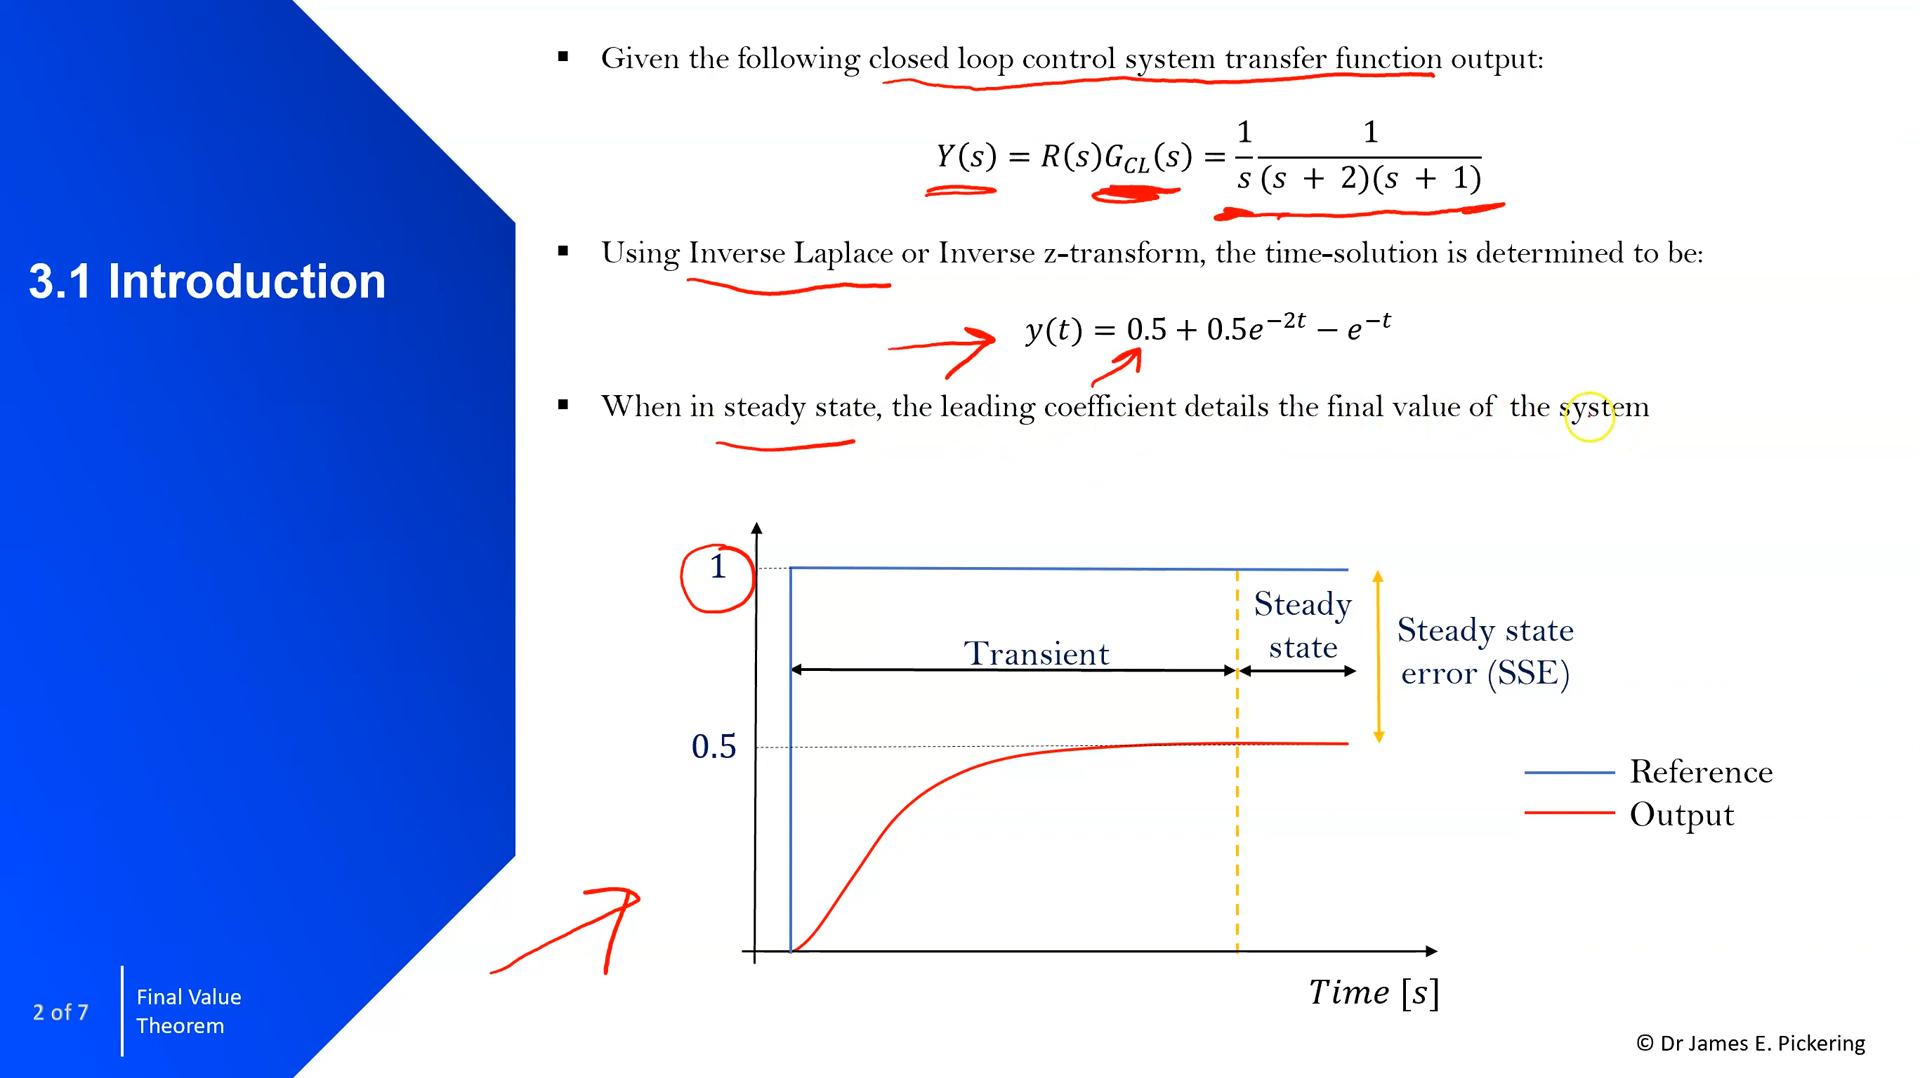 3.1 Introduction
▪ Given the following closed loop control system transfer function output:
Y(s) = R(s)G_CL(s) = 1/s 1/((s + 2)(s + 1))
▪ Using Inverse Laplace or Inverse z-transform, the time-solution is determined to be:
y(t) = 0.5 + 0.5e^{−2t} − e^{−t}
▪ When in steady state, the leading coefficient details the final value of the system
1
Steady
state
Transient
Steady state
error (SSE)
0.5
Reference
Output
Time [s]
2 of 7
Final Value
Theorem
© Dr James E. Pickering